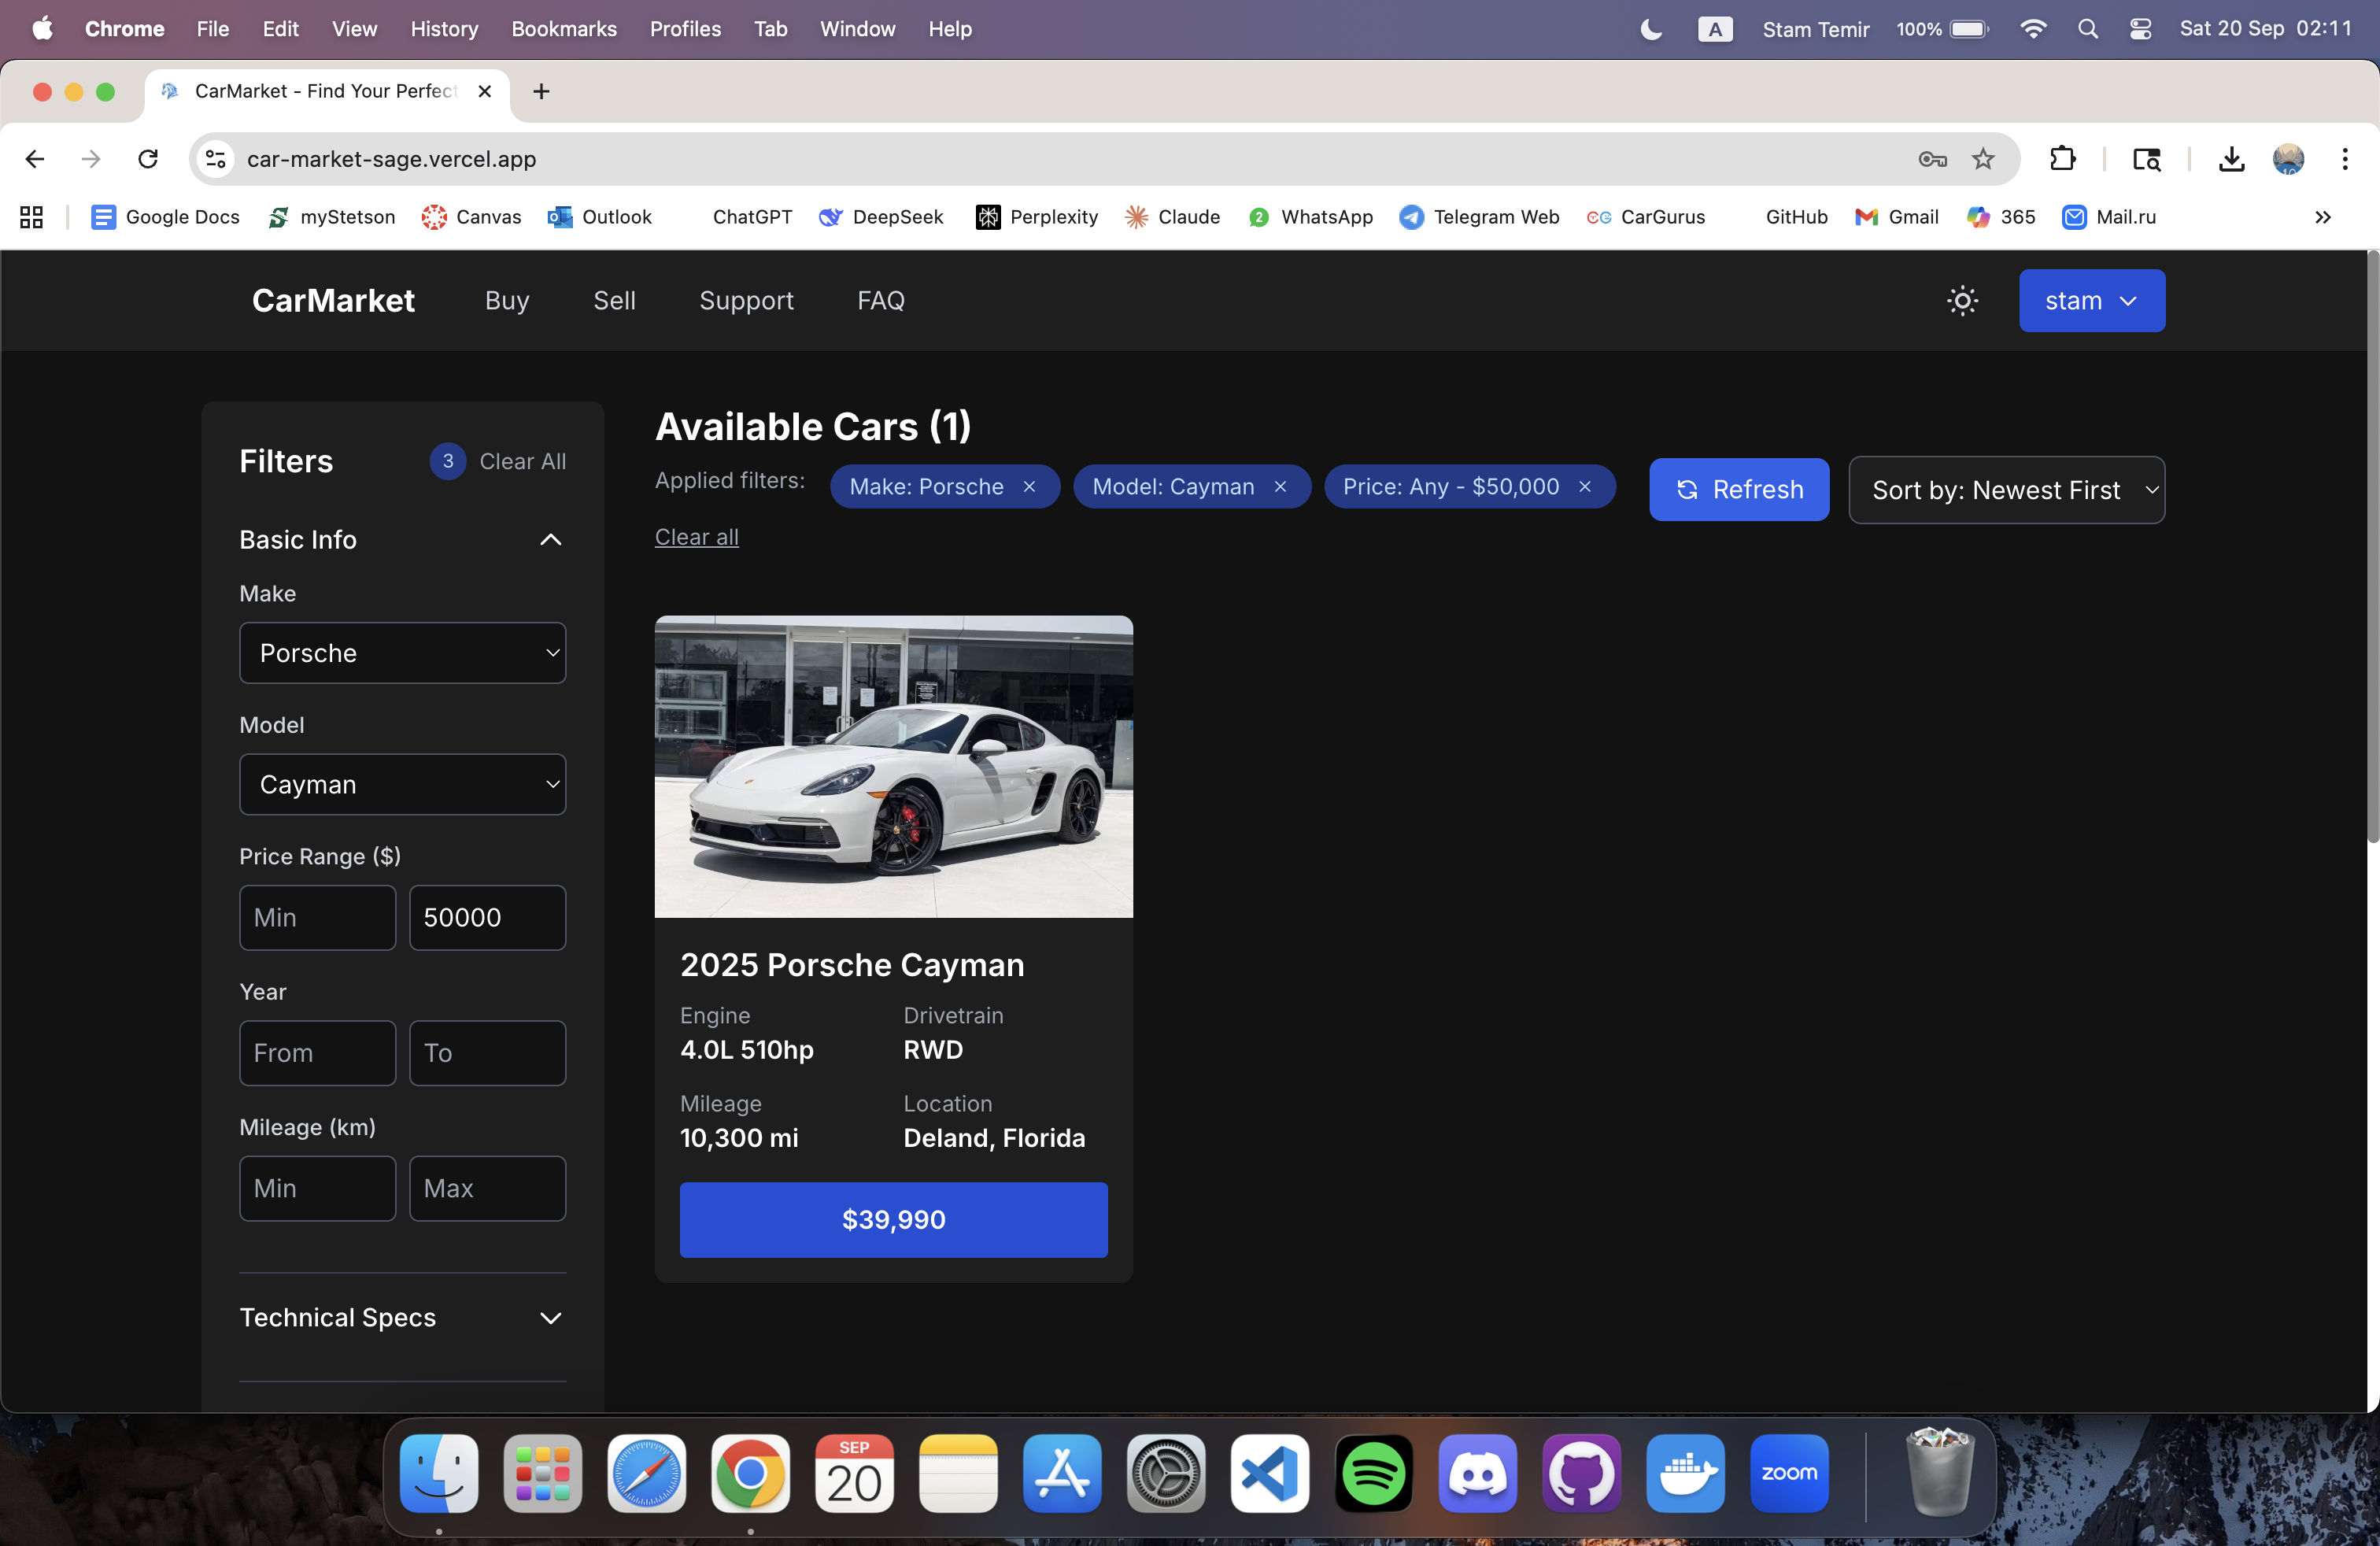 Chrome File Edit View History Bookmarks Profiles Tab Window Help A Stam Temir 100% Sat 20 Sep 02:11
CarMarket - Find Your Perfect
car-market-sage.vercel.app
Google Docs myStetson Canvas Outlook ChatGPT DeepSeek Perplexity Claude 2 WhatsApp Telegram Web CG CarGurus GitHub Gmail 365 Mail.ru
CarMarket Buy Sell Support FAQ stam
Filters 3 Clear All
Basic Info
Make
Porsche
Model
Cayman
Price Range ($)
Min 50000
Year
From To
Mileage (km)
Min Max
Technical Specs
Available Cars (1)
Applied filters: Make: Porsche × Model: Cayman × Price: Any - $50,000 ×
Clear all
Refresh Sort by: Newest First
2025 Porsche Cayman
Engine Drivetrain
4.0L 510hp RWD
Mileage Location
10,300 mi Deland, Florida
$39,990
SEP
20
zoom